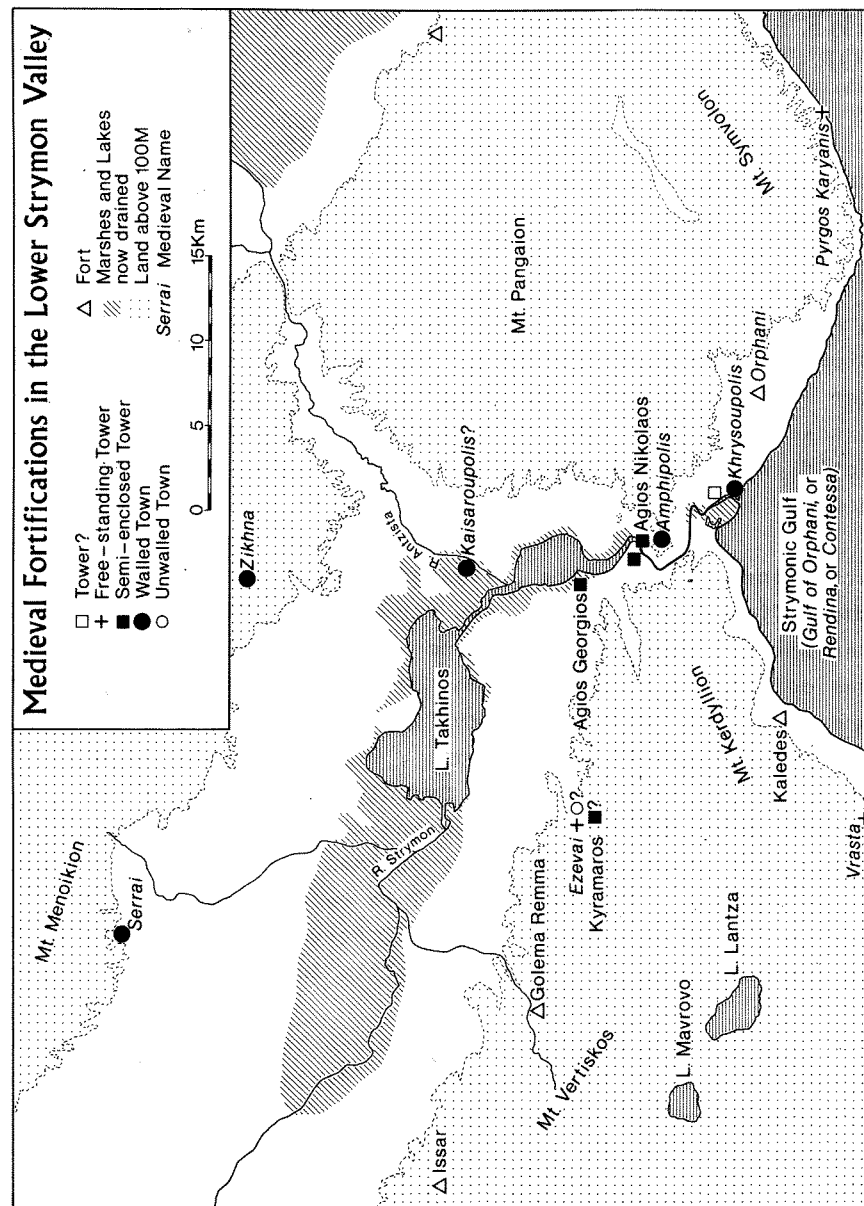 Medieval Fortifications in the Lower Strymon Valley
Tower?
Free-standing Tower
Semi-enclosed Tower
Walled Town
Unwalled Town
Fort
Marshes and Lakes
now drained
Land above 100M
Serrai Medieval Name
0 5 10 15Km
Mt. Menoikion
Serrai
Zikhna
R. Strymon
L. Takhinos
R. Antzista
Kaisaroupolis?
Mt. Pangaion
Issar
Golema Remma
Mt. Vertiskos
Ezevai ?
Kyramaros ?
Agios Georgios
Agios Nikolaos
Amphipolis
Mt. Symvolon
L. Mavrovo
L. Lantza
Mt. Kerdyllion
Kaledes
Vrasta
Khrysoupolis
Orphani
Pyrgos Karyanis
Strymonic Gulf
(Gulf of Orphani, or
Rendina, or Contessa)